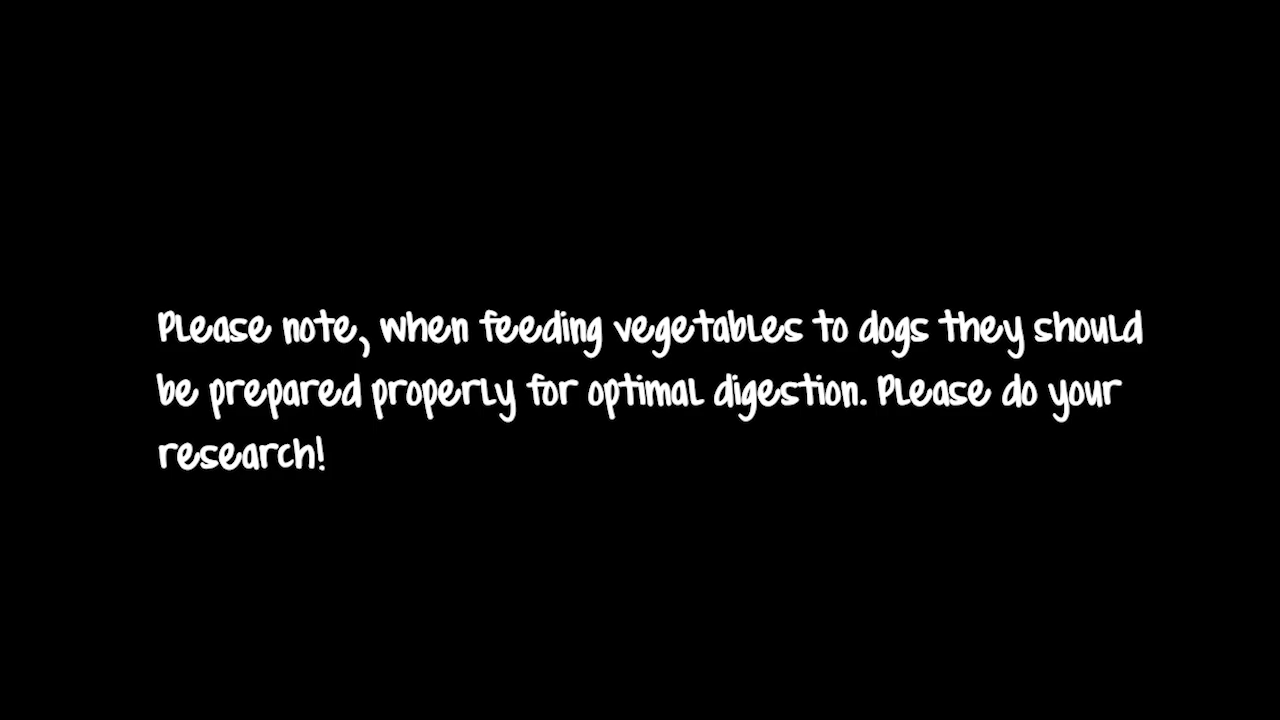 Please note, when feeding vegetables to dogs they should
be prepared properly for optimal digestion. Please do your
research!